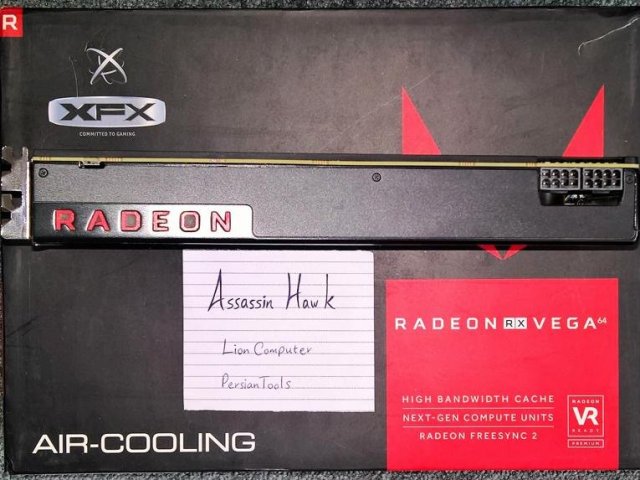 R
XFX
COMMITTED TO GAMING.
RADEON
Assassin Hawk
Lion Computer
PersianTools
RADEON RX VEGA 64
HIGH BANDWIDTH CACHE
NEXT-GEN COMPUTE UNITS
RADEON FREESYNC 2
RADEON
VR
READY
PREMIUM
AIR-COOLING